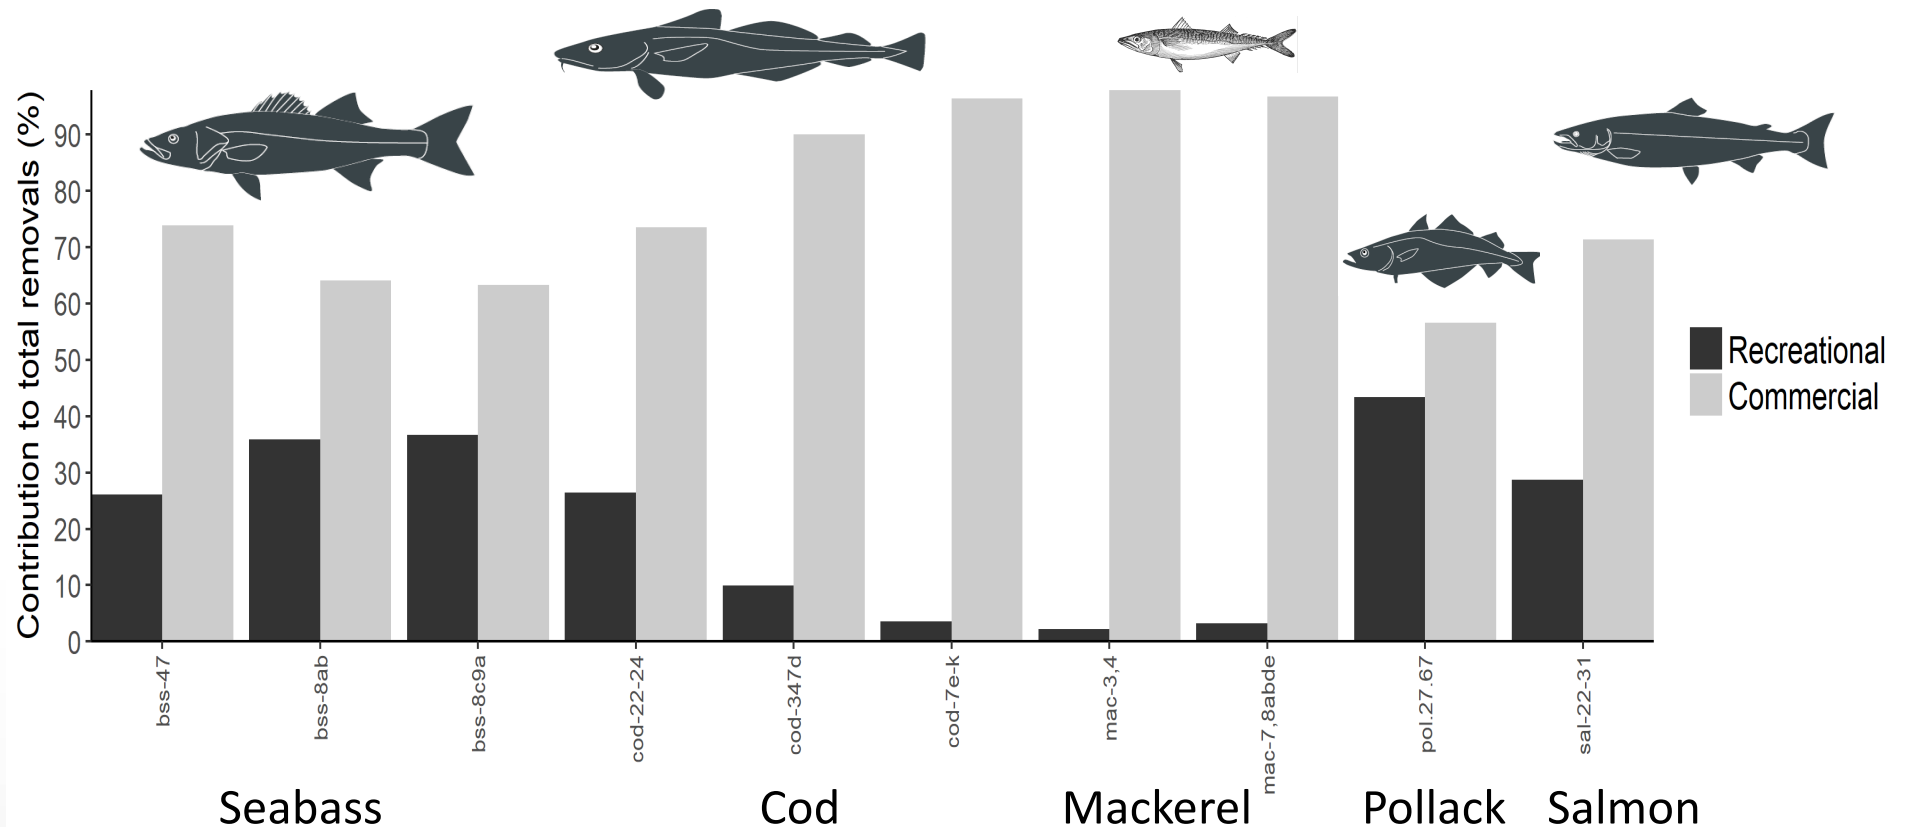 Contribution to total removals (%)
90
80
70
60
50
40
30
20
10
0
bss-47
bss-8ab
bss-8c9a
cod-22-24
cod-347d
cod-7e-k
mac-3,4
mac-7,8abde
pol.27.67
sal-22-31
Seabass
Cod
Mackerel
Pollack
Salmon
Recreational
Commercial